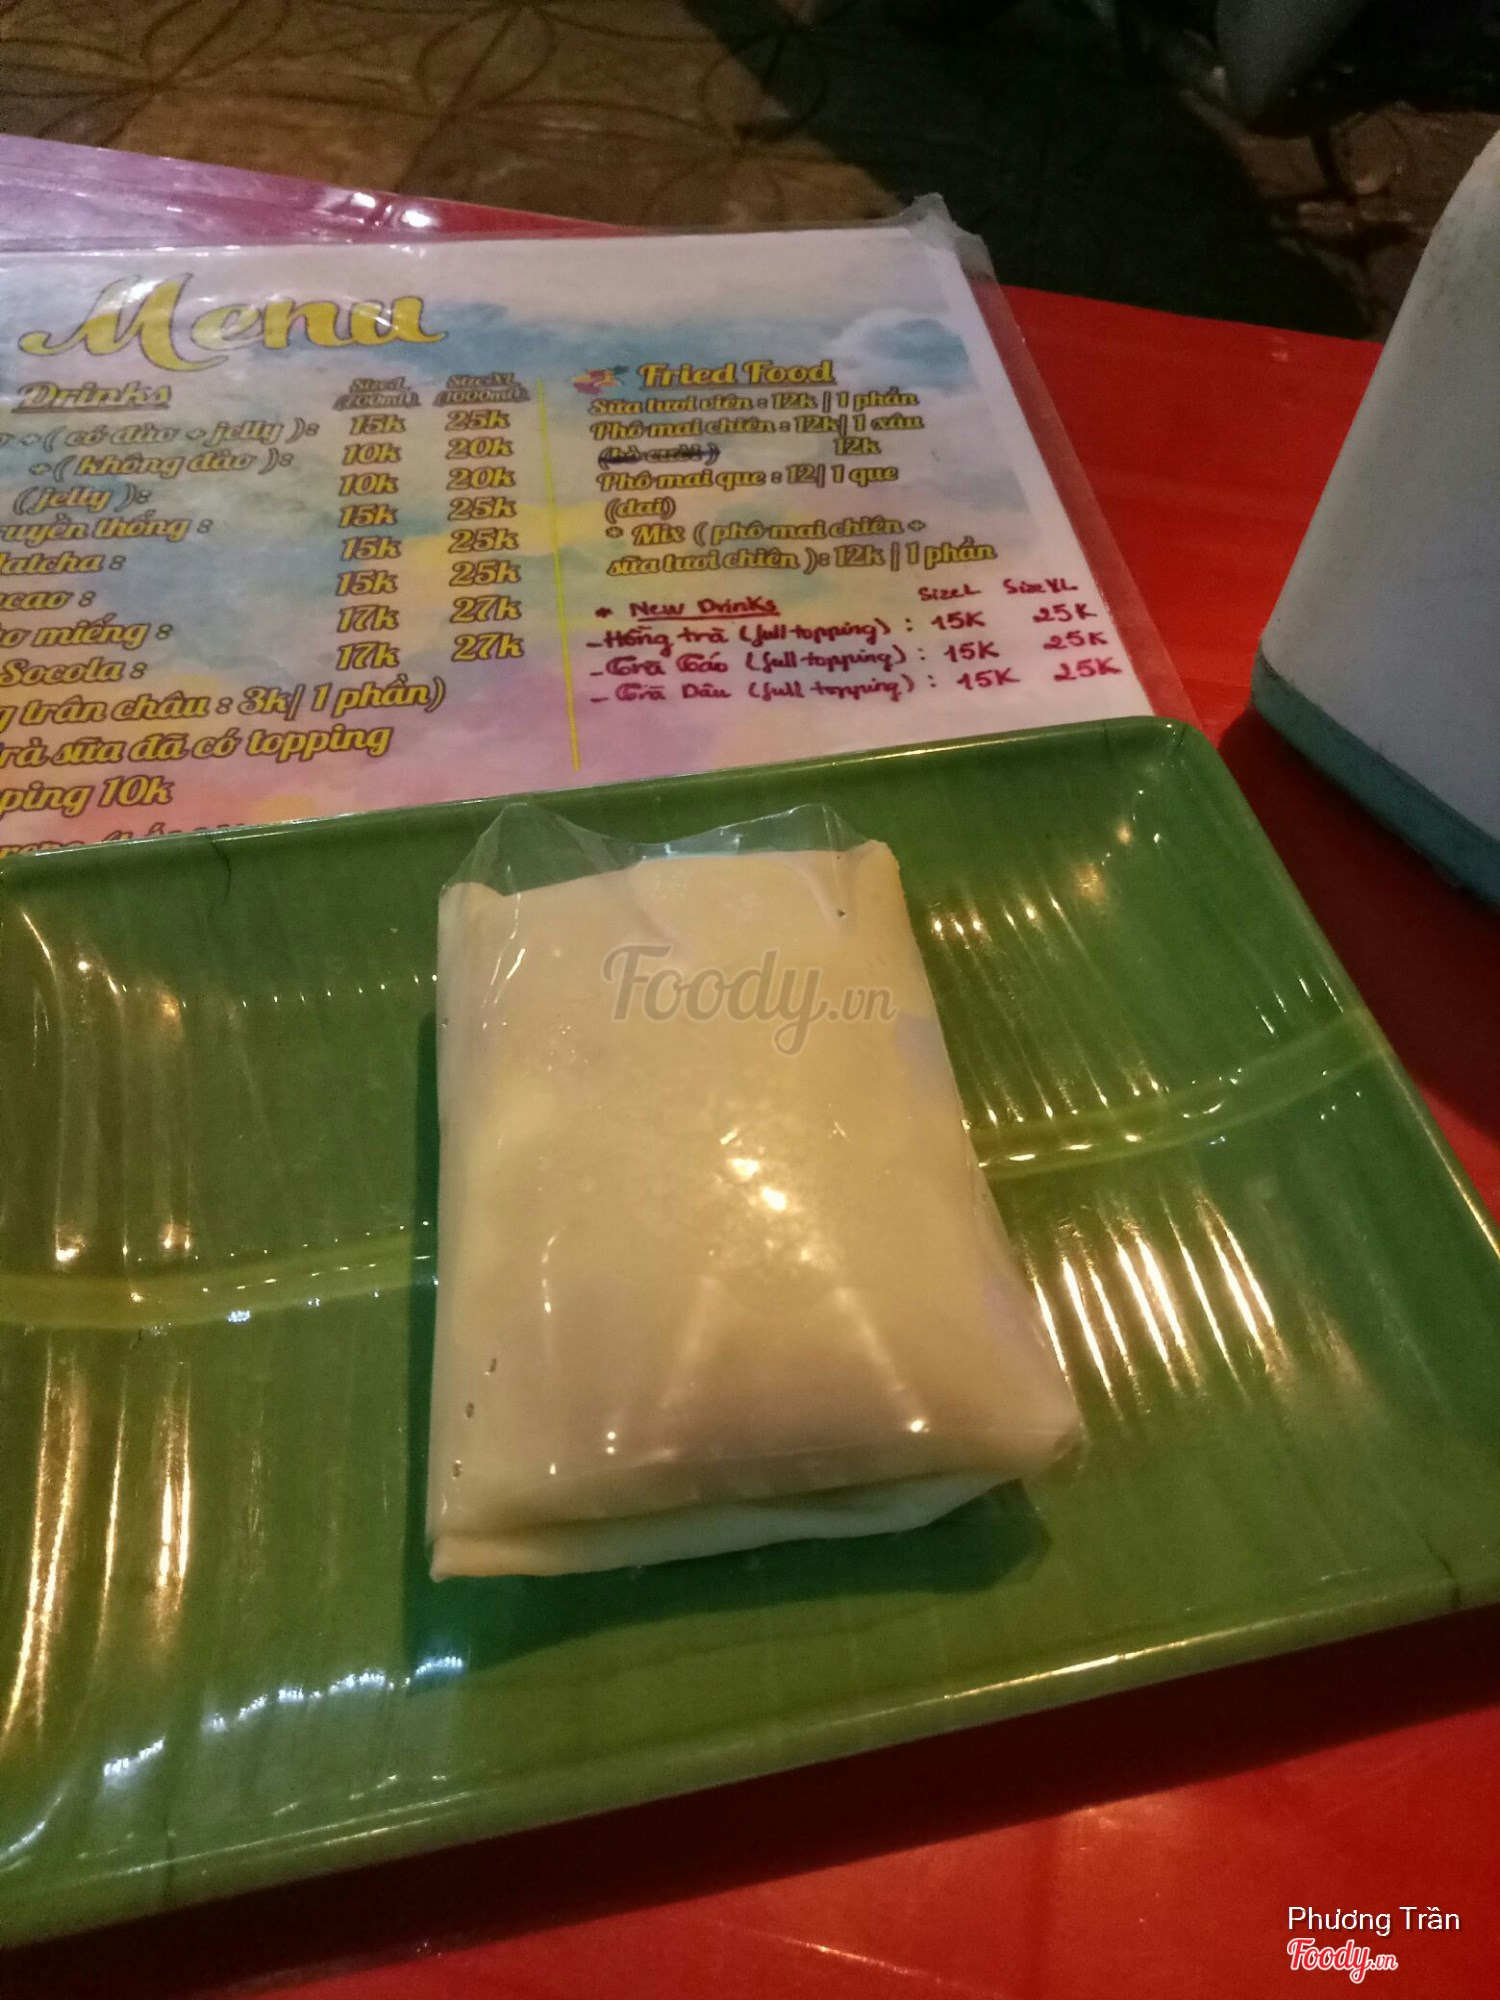 Menu
Drinks
Size L Size XL
(700ml) (1000ml)
+ ( có đào + jelly ): 15k 25k
+ ( không đào ): 10k 20k
( jelly ): 10k 20k
truyền thống : 15k 25k
Matcha : 15k 25k
cao : 15k 25k
miếng : 17k 27k
Socola : 17k 27k
trân châu : 3k/ 1 phần)
trà sữa đã có topping
pping 10k
Fried Food
Sữa tươi viên : 12k | 1 phần
Phô mai chiên : 12k| 1 xâu
12k
Phô mai que : 12| 1 que
(dai)
* Mix ( phô mai chiên +
sữa tươi chiên ): 12k | 1 phần
* New Drinks Size L Size XL
- Hồng trà (full topping) : 15K 25K
- Trà Táo (full topping) : 15K 25K
- Trà Dâu (full topping) : 15K 25K
Foody.vn
Phương Trần
Foody.vn